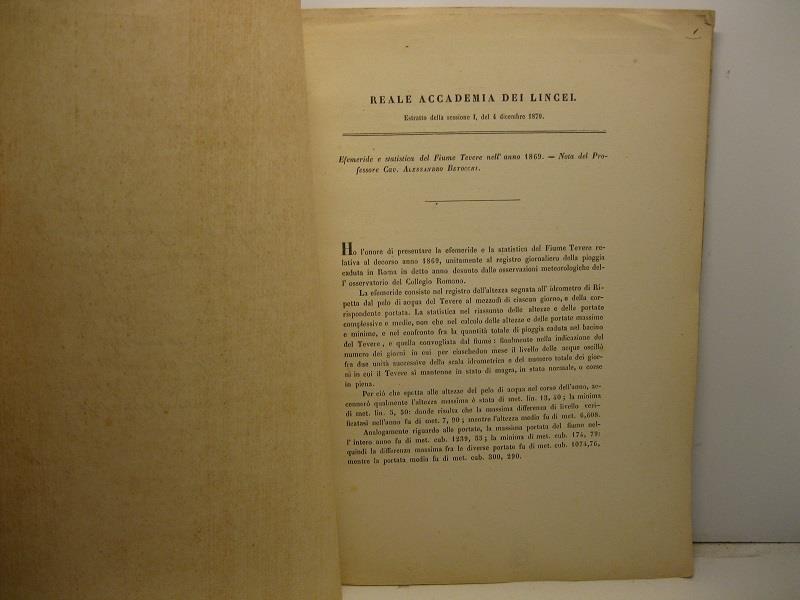 1
REALE ACCADEMIA DEI LINCEI.
Estratto della sessione I, del 4 dicembre 1870.
Efemeride e statistica del Fiume Tevere nell' anno 1869. — Nota del Pro-
fessore Cav. ALESSANDRO BETOCCHI.
Ho l'onore di presentare la efemeride e la statistica del Fiume Tevere re-
lativa al decorso anno 1869, unitamente al registro giornaliero della pioggia
caduta in Roma in detto anno desunto dalle osservazioni meteorologiche del-
l' osservatorio del Collegio Romano.
La efemeride consiste nel registro dell'altezza segnata all' idrometro di Ri-
petta dal pelo di acqua del Tevere al mezzodì di ciascun giorno, e della cor-
rispondente portata. La statistica nel riassunto delle altezze e delle portate
complessive e medie, non che nel calcolo delle altezze e delle portate massime
e minime, e nel confronto fra la quantità totale di pioggia caduta nel bacino
del Tevere, e quella convogliata dal fiume: finalmente nella indicazione del
numero dei giorni in cui per ciaschedun mese il livello delle acque oscillò
fra due unità successive della scala idrometrica e del numero totale dei gior-
ni in cui il Tevere si mantenne in stato di magra, in stato normale, o corse
in piena.
Per ciò che spetta alle altezze del pelo di acqua nel corso dell'anno, ac-
cennerò qualmente l'altezza massima è stata di met. lin. 13, 40; la minima
di met. lin. 5, 50: donde risulta che la massima differenza di livello veri-
ficatasi nell'anno fu di met. 7, 90; mentre l'altezza media fu di met. 6,608.
Analogamente riguardo alle portate, la massima portata del fiume nel-
l' intero anno fu di met. cub. 1239, 53; la minima di met. cub. 174, 79:
quindi la differenza massima fra le diverse portate fu di met. cub. 1074,76,
mentre la portata media fu di met. cub. 300, 290.